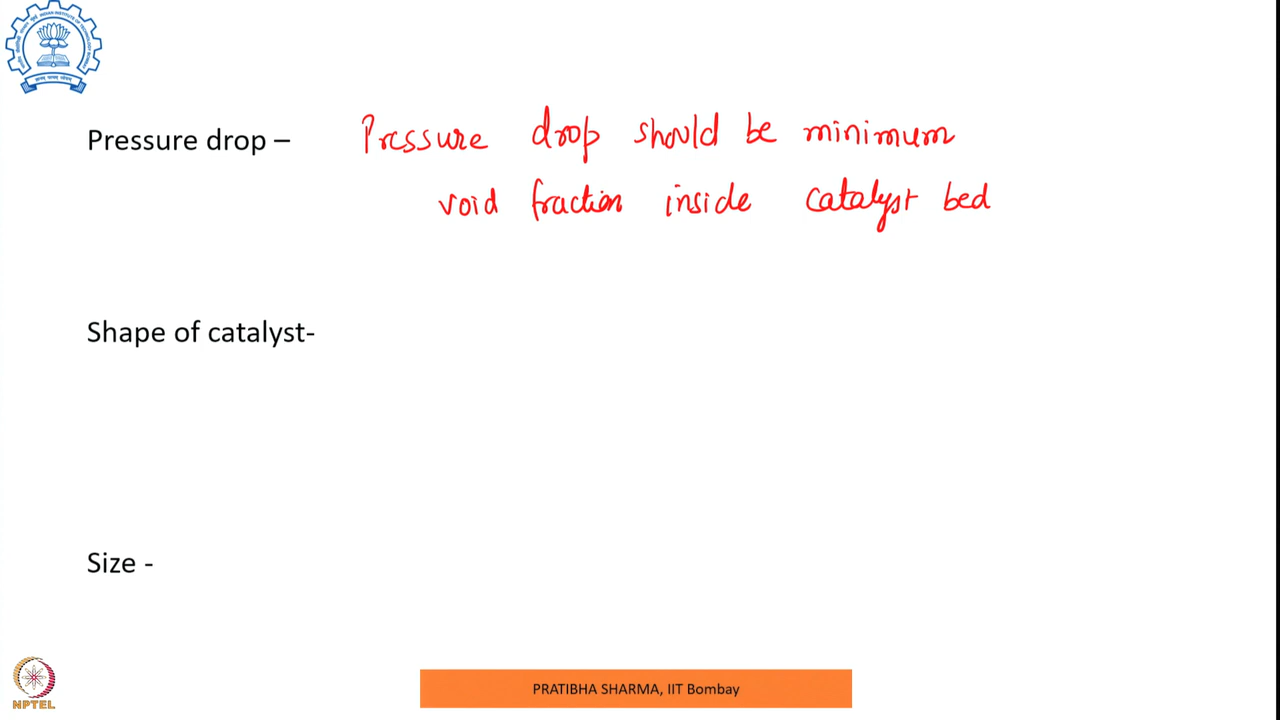 Pressure drop – Pressure drop should be minimum
void fraction inside catalyst bed
Shape of catalyst-
Size -
PRATIBHA SHARMA, IIT Bombay
NPTEL